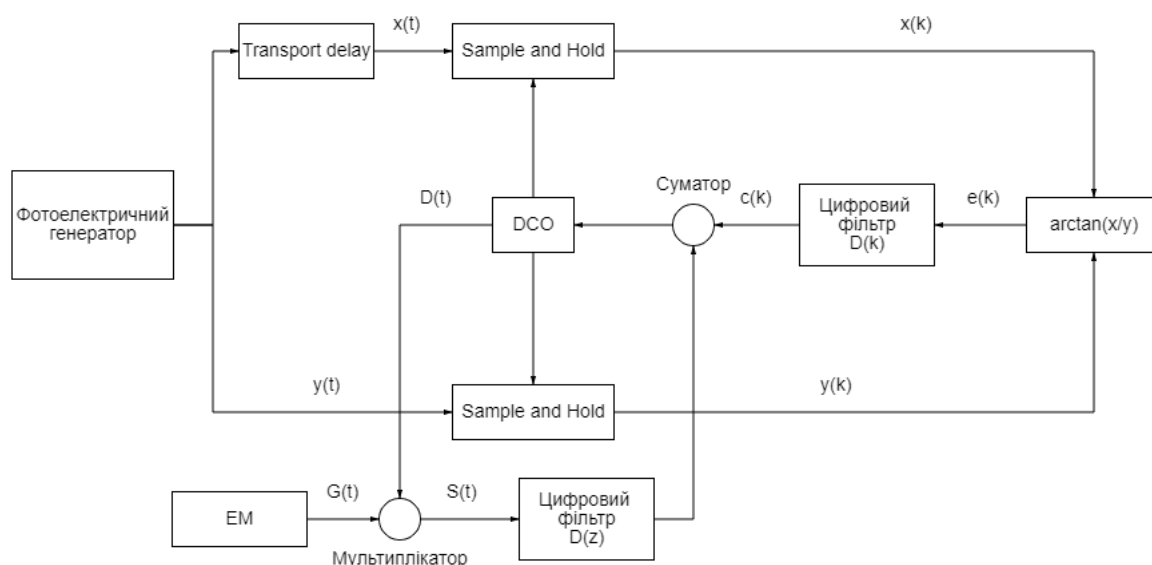 x(t)
x(k)
Transport delay
Sample and Hold
Фотоелектричний
генератор
D(t)
DCO
Суматор
c(k)
Цифровий
фільтр
D(k)
e(k)
arctan(x/y)
y(t)
Sample and Hold
y(k)
EM
G(t)
S(t)
Цифровий
фільтр
D(z)
Мультиплікатор